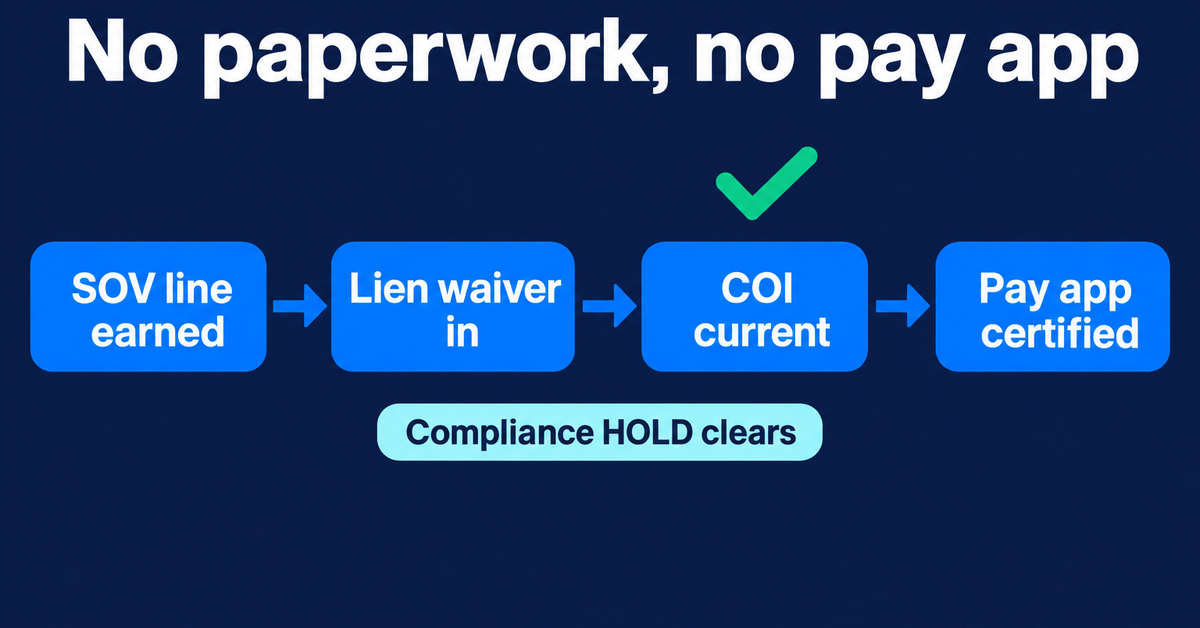 No paperwork, no pay app
SOV line
earned
Lien waiver
in
COI
current
Pay app
certified
Compliance HOLD clears